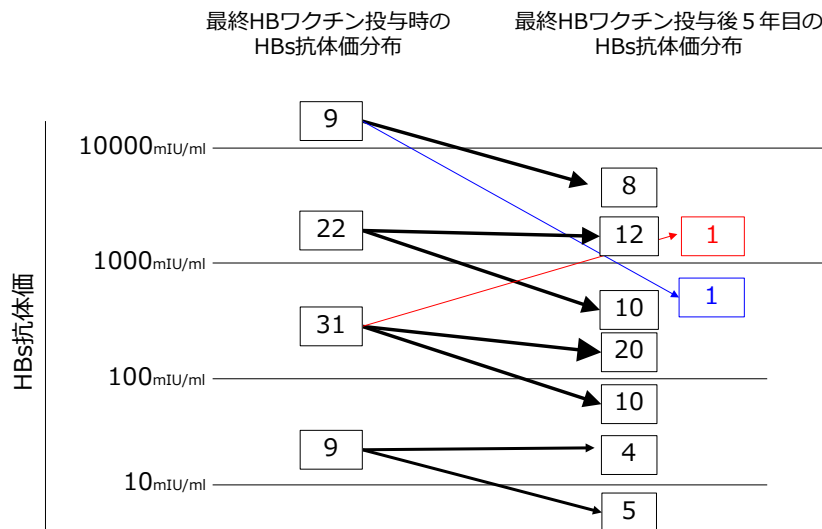 最終HBワクチン投与時の
HBs抗体価分布
最終HBワクチン投与後５年目の
HBs抗体価分布
HBs抗体価
9
10000mIU/ml
8
22
12
1
1000mIU/ml
1
10
31
20
100mIU/ml
10
9
4
10mIU/ml
5